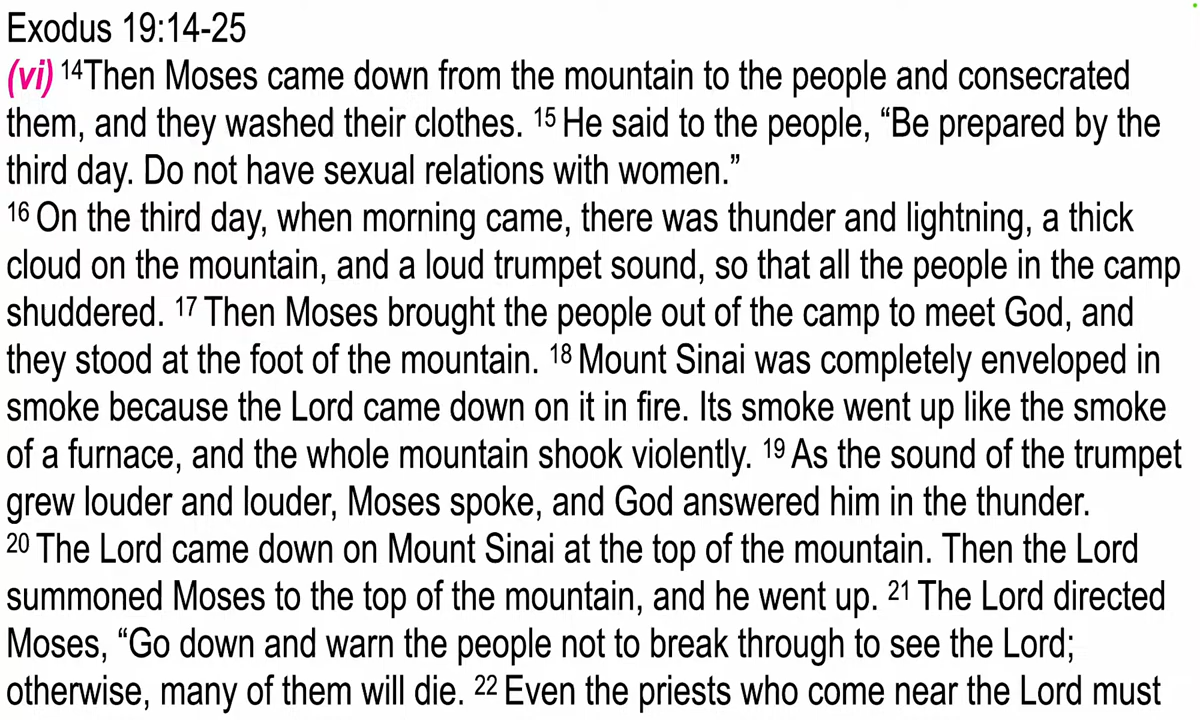 Exodus 19:14-25
(vi) 14Then Moses came down from the mountain to the people and consecrated
them, and they washed their clothes. 15 He said to the people, “Be prepared by the
third day. Do not have sexual relations with women.”
16 On the third day, when morning came, there was thunder and lightning, a thick
cloud on the mountain, and a loud trumpet sound, so that all the people in the camp
shuddered. 17 Then Moses brought the people out of the camp to meet God, and
they stood at the foot of the mountain. 18 Mount Sinai was completely enveloped in
smoke because the Lord came down on it in fire. Its smoke went up like the smoke
of a furnace, and the whole mountain shook violently. 19 As the sound of the trumpet
grew louder and louder, Moses spoke, and God answered him in the thunder.
20 The Lord came down on Mount Sinai at the top of the mountain. Then the Lord
summoned Moses to the top of the mountain, and he went up. 21 The Lord directed
Moses, “Go down and warn the people not to break through to see the Lord;
otherwise, many of them will die. 22 Even the priests who come near the Lord must